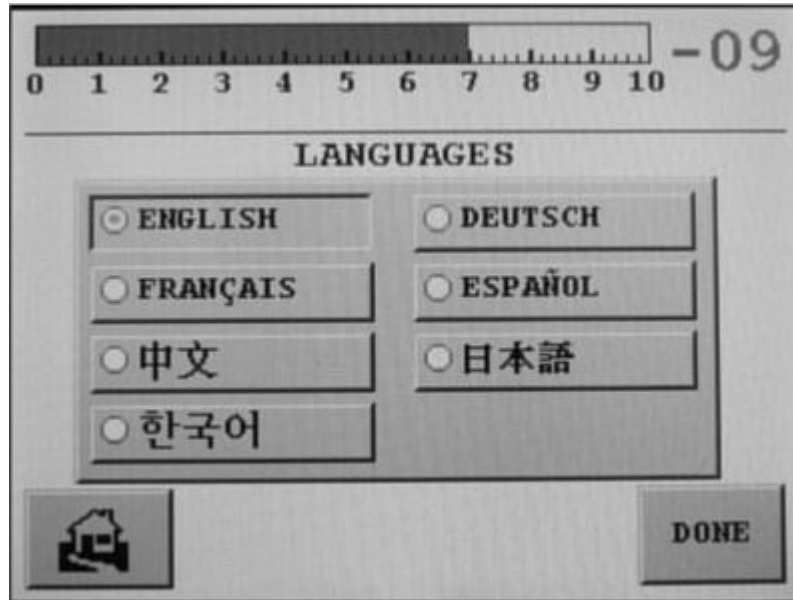 -09
0 1 2 3 4 5 6 7 8 9 10
LANGUAGES
ENGLISH DEUTSCH
FRANÇAIS ESPAÑOL
中文 日本語
한국어
DONE